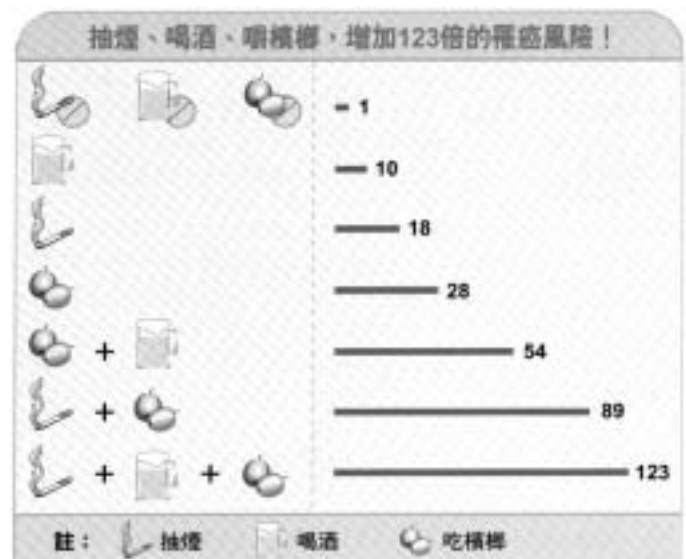 抽煙、喝酒、嚼檳榔，增加123倍的罹癌風險！
1
10
18
28
+ 54
+ 89
+ + 123
註： 抽煙 喝酒 吃檳榔